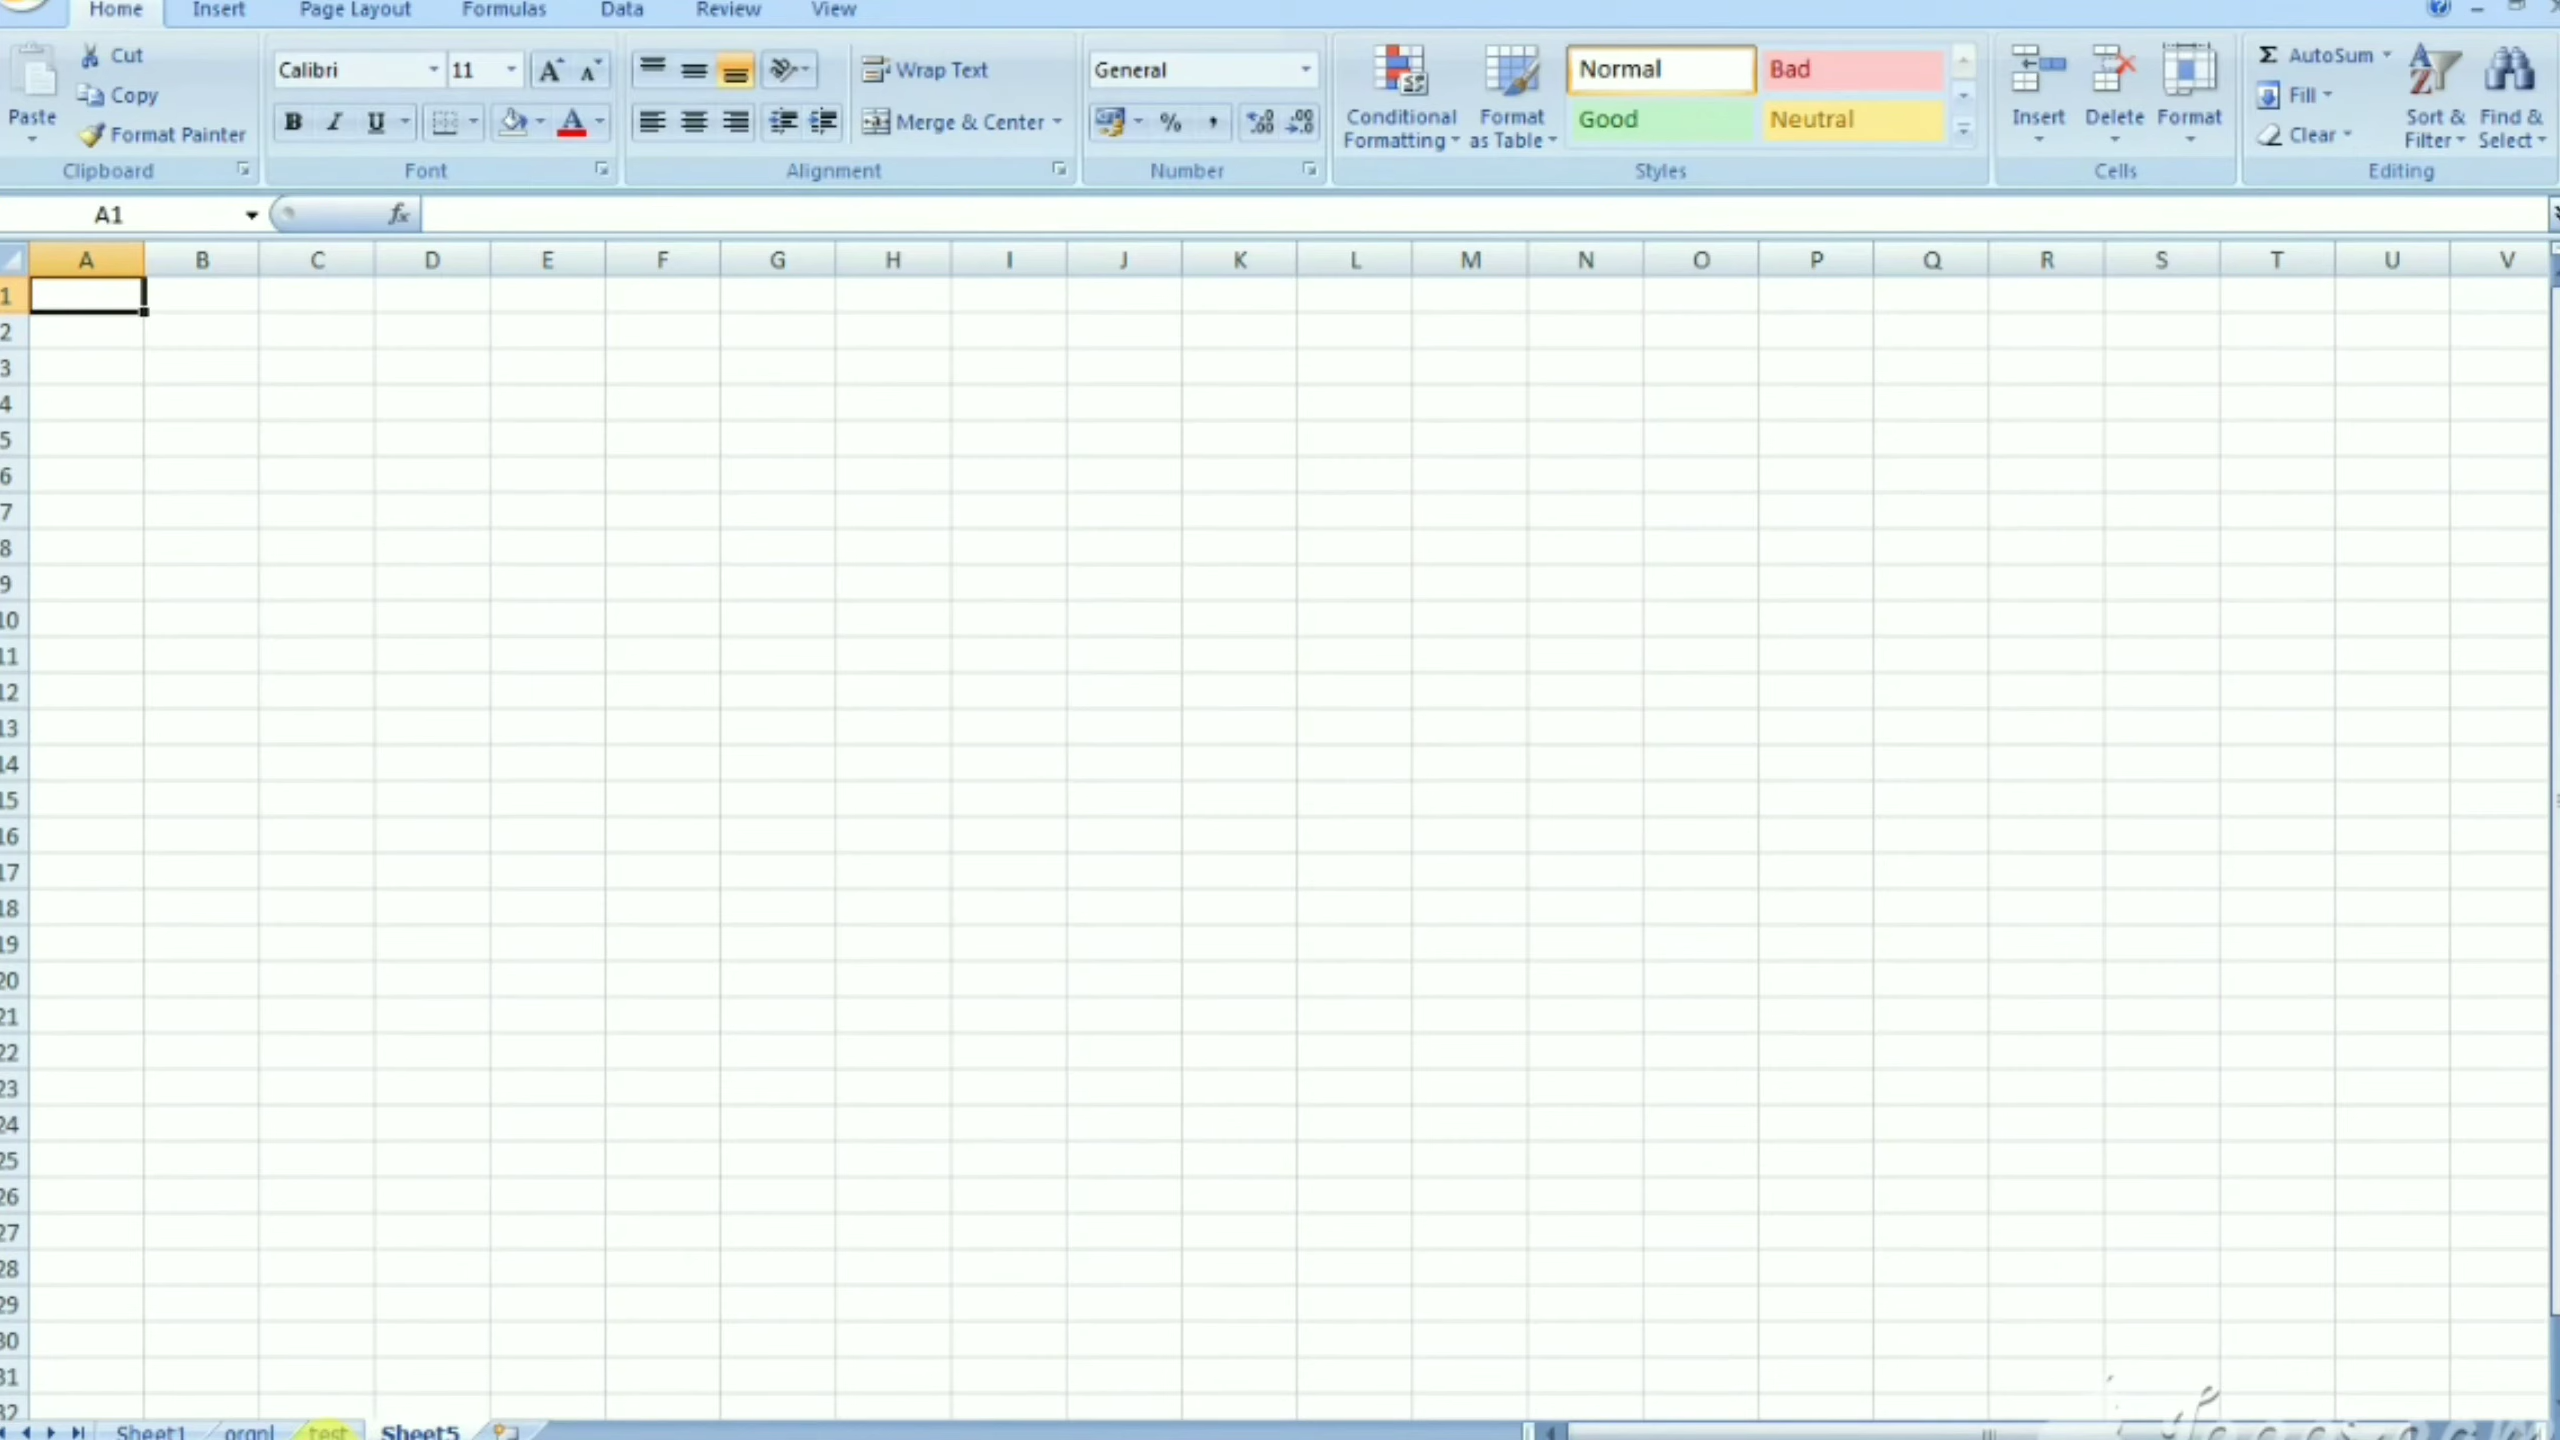 Home Insert Page Layout Formulas Data Review View
Cut
Copy
Format Painter
Paste
Clipboard
Calibri 11
B I U
Font
Wrap Text
Merge & Center
Alignment
General
% ,
Number
Conditional Formatting
Format as Table
Normal Bad
Good Neutral
Styles
Insert Delete Format
Cells
Σ AutoSum
Fill
Clear
Sort & Filter
Find & Select
Editing
A1 fx
A B C D E F G H I J K L M N O P Q R S T U V
1
2
3
4
5
6
7
8
9
10
11
12
13
14
15
16
17
18
19
20
21
22
23
24
25
26
27
28
29
30
31
32
Sheet1 orgnl test Sheet5